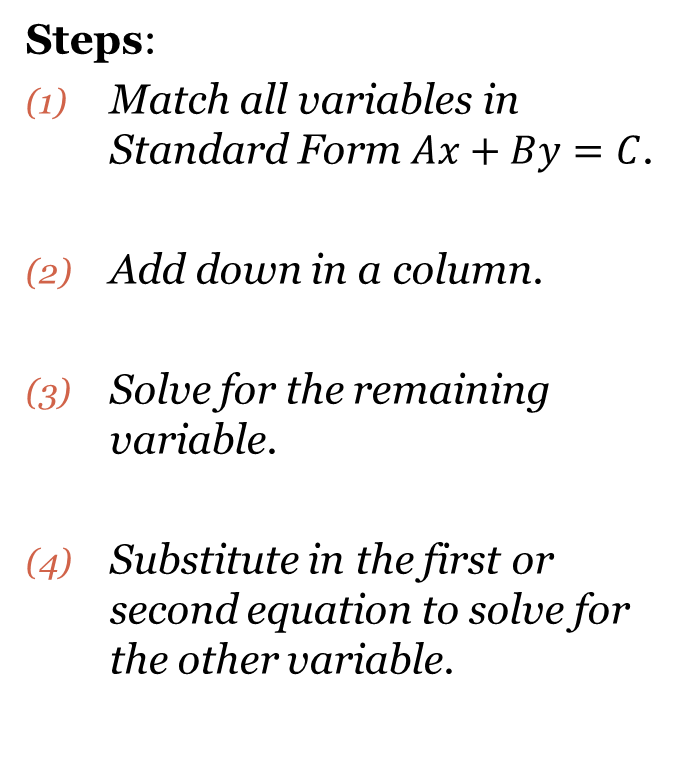 Steps:
(1) Match all variables in
Standard Form Ax + By = C.
(2) Add down in a column.
(3) Solve for the remaining
variable.
(4) Substitute in the first or
second equation to solve for
the other variable.